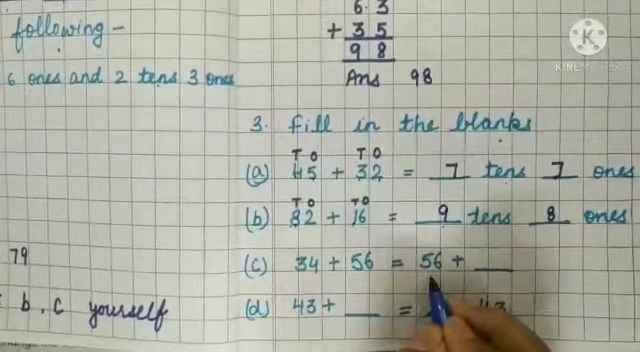 following -
6 ones and 2 tens 3 ones
79
b, c yourself
6 3
+ 3 5
9 8
Ans 98
3. fill in the blanks
T O T O
(a) 45 + 32 = 7 tens 7 ones
T O T O
(b) 82 + 16 = 9 tens 8 ones
(c) 34 + 56 = 56 + ___
(d) 43 + ___ = 43
K
KINEMASTER